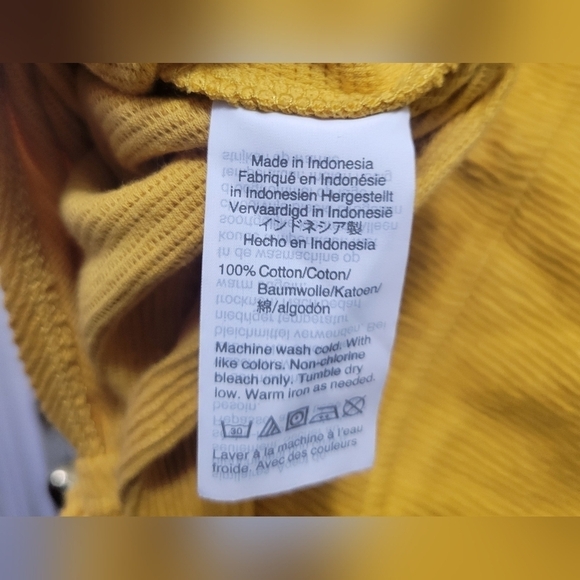 Made in Indonesia
Fabriqué en Indonésie
in Indonesien Hergestellt
Vervaardigd in Indonesië
インドネシア製
Hecho en Indonesia
100% Cotton/Coton/
Baumwolle/Katoen/
綿/algodón
Machine wash cold. With
like colors. Non-chlorine
bleach only. Tumble dry
low. Warm iron as needed.
30
Laver à la machine à l'eau
froide. Avec des couleurs